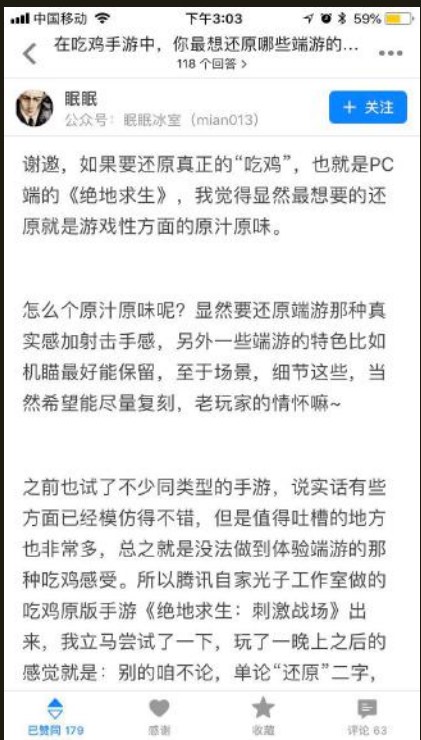 中国移动 下午3:03 59%
在吃鸡手游中，你最想还原哪些端游的...
118 个回答 >
眠眠
公众号：眠眠冰室（mian013）
+ 关注
谢邀，如果要还原真正的“吃鸡”，也就是PC
端的《绝地求生》，我觉得显然最想要的还
原就是游戏性方面的原汁原味。
怎么个原汁原味呢？显然要还原端游那种真
实感加射击手感，另外一些端游的特色比如
机瞄最好能保留，至于场景，细节这些，当
然希望能尽量复刻，老玩家的情怀嘛~
之前也试了不少同类型的手游，说实话有些
方面已经模仿得不错，但是值得吐槽的地方
也非常多，总之就是没法做到体验端游的那
种吃鸡感受。所以腾讯自家光子工作室做的
吃鸡原版手游《绝地求生：刺激战场》出
来，我立马尝试了一下，玩了一晚上之后的
感觉就是：别的咱不论，单论“还原”二字，
已赞同 179 感谢 收藏 评论 63